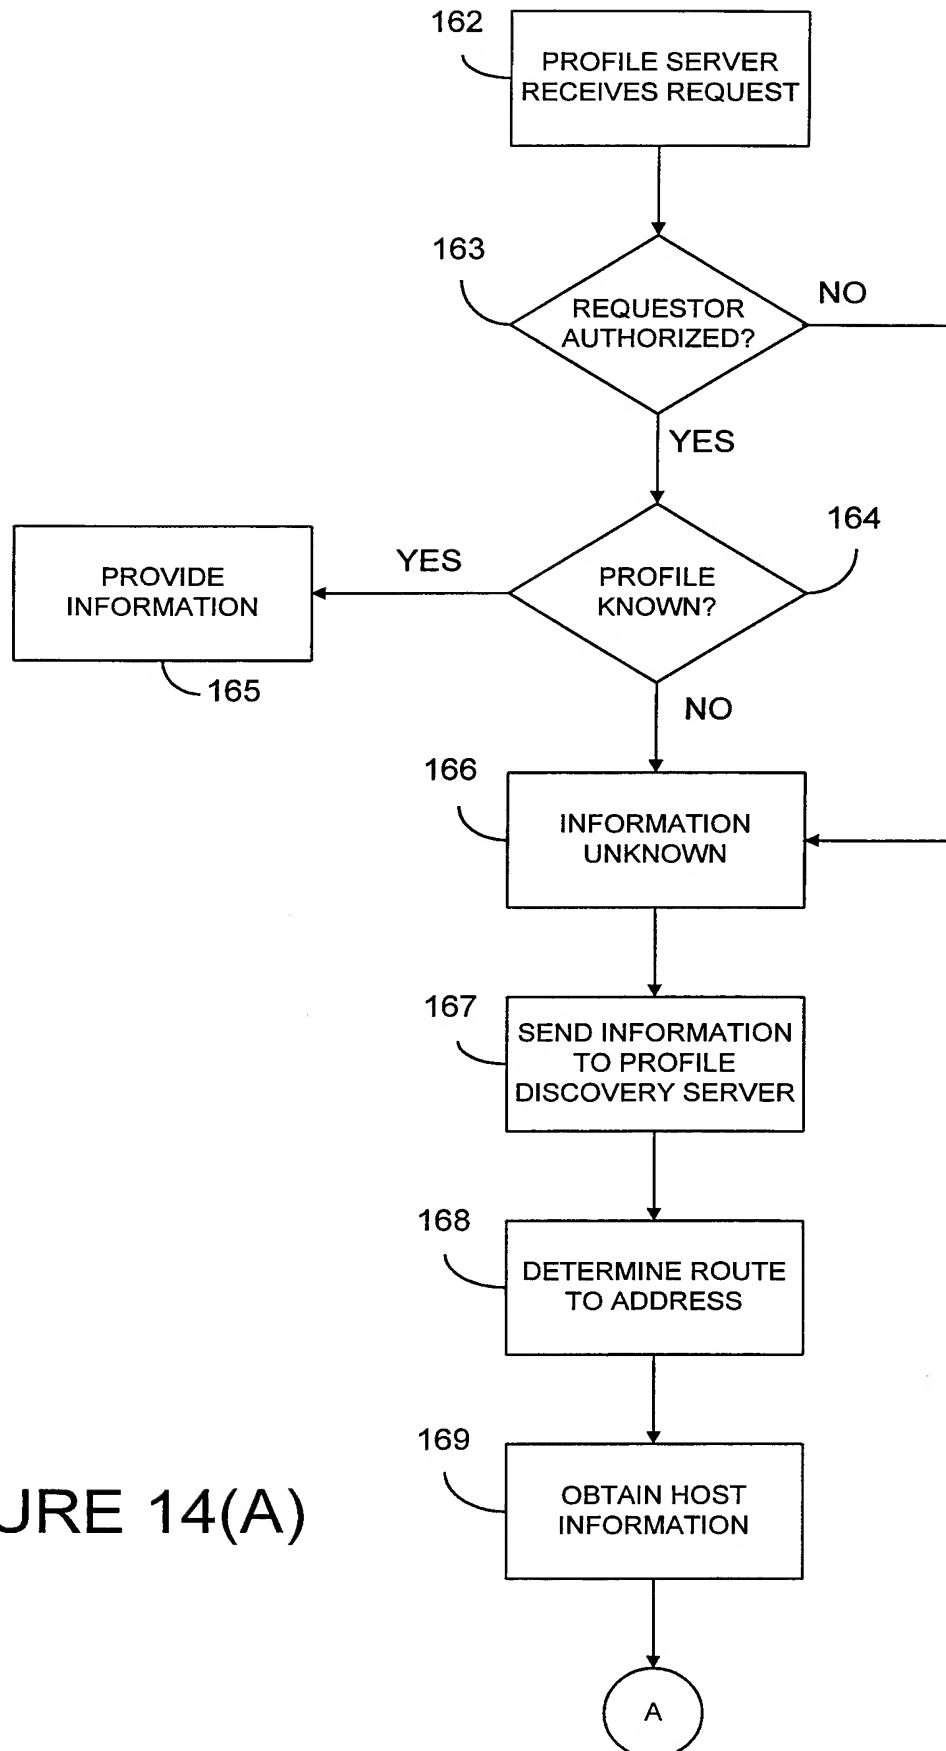 162
PROFILE SERVER
RECEIVES REQUEST
163
REQUESTOR
AUTHORIZED?
NO
YES
164
PROFILE
KNOWN?
YES
PROVIDE
INFORMATION
165
NO
166
INFORMATION
UNKNOWN
167
SEND INFORMATION
TO PROFILE
DISCOVERY SERVER
168
DETERMINE ROUTE
TO ADDRESS
169
OBTAIN HOST
INFORMATION
URE 14(A)
A